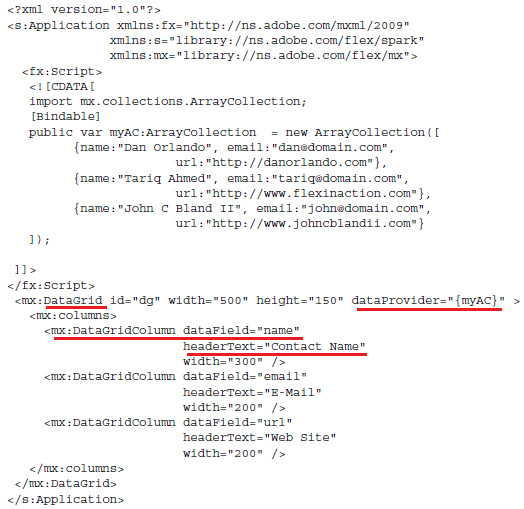 <?xml version="1.0"?>
<s:Application xmlns:fx="http://ns.adobe.com/mxml/2009"
xmlns:s="library://ns.adobe.com/flex/spark"
xmlns:mx="library://ns.adobe.com/flex/mx">
<fx:Script>
<![CDATA[
import mx.collections.ArrayCollection;
[Bindable]
public var myAC:ArrayCollection  = new ArrayCollection([
{name:"Dan Orlando", email:"dan@domain.com",
url:"http://danorlando.com"},
{name:"Tariq Ahmed", email:"tariq@domain.com",
url:"http://www.flexinaction.com"},
{name:"John C Bland II", email:"john@domain.com",
url:"http://www.johncblandii.com"}
]);
]]>
</fx:Script>
<mx:DataGrid id="dg" width="500" height="150" dataProvider="{myAC}" >
<mx:columns>
<mx:DataGridColumn dataField="name"
headerText="Contact Name"
width="300" />
<mx:DataGridColumn dataField="email"
headerText="E-Mail"
width="200" />
<mx:DataGridColumn dataField="url"
headerText="Web Site"
width="200" />
</mx:columns>
</mx:DataGrid>
</s:Application>